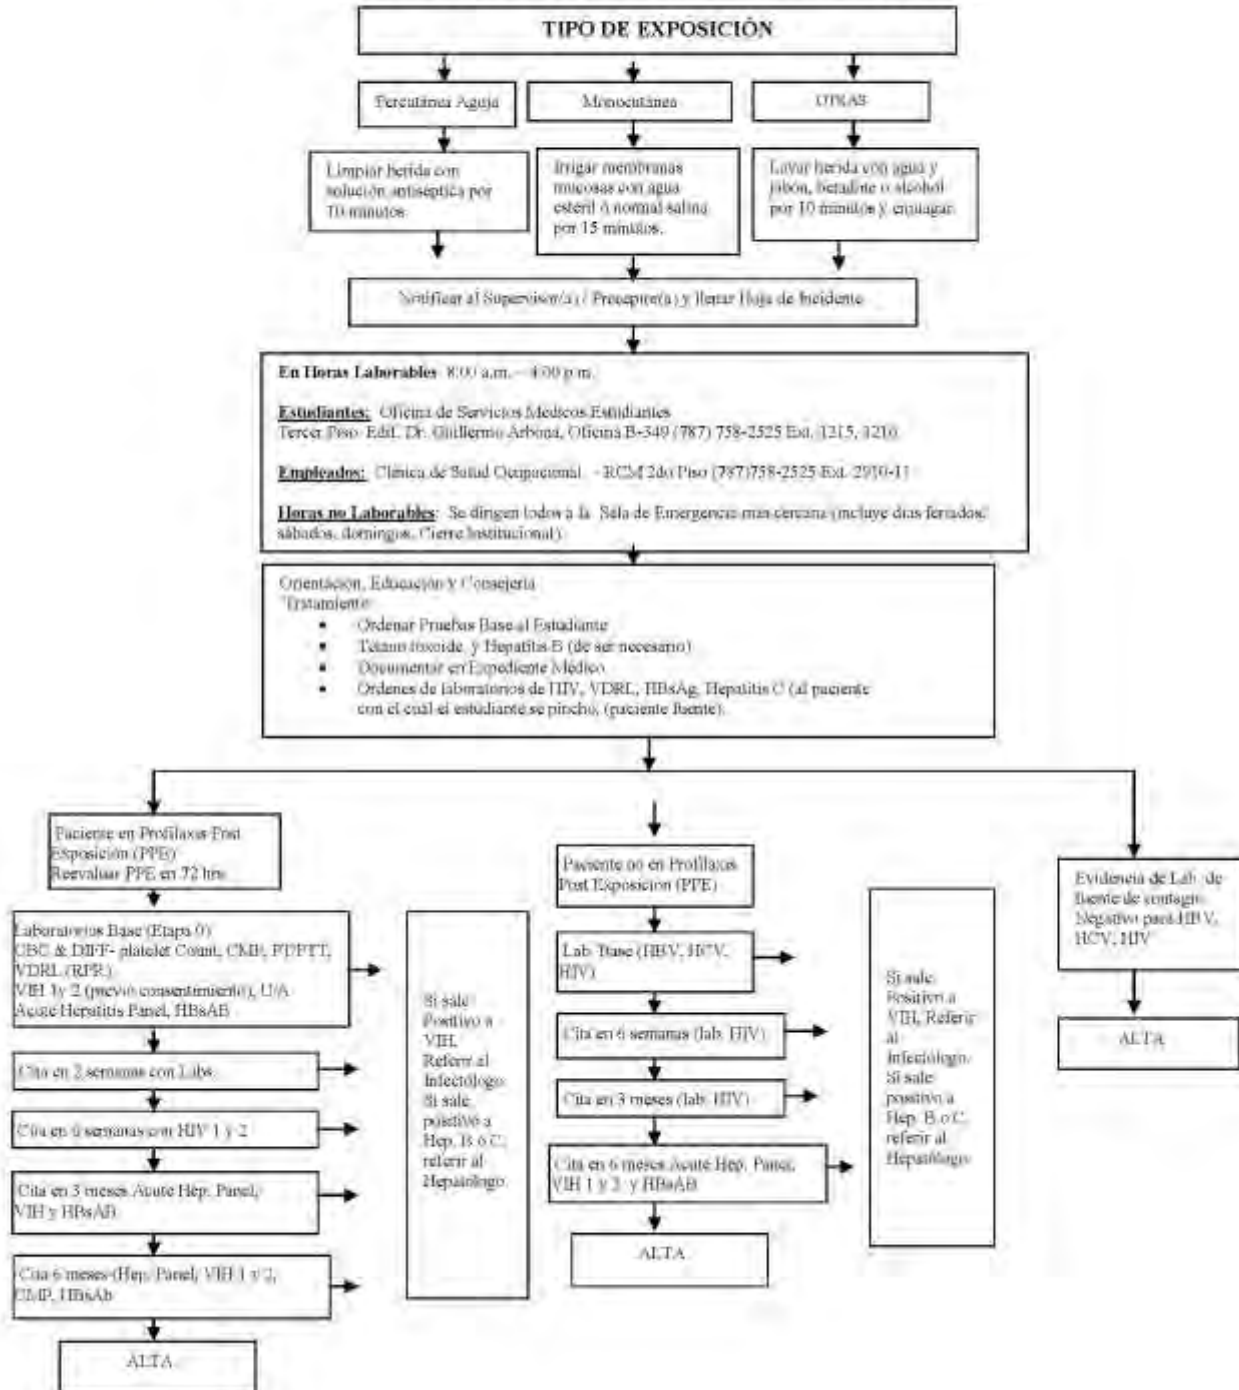 TIPO DE EXPOSICIÓN
Percutánea Aguja
Monocutánea
OTRAS
Limpiar herida con
solución antiséptica por
10 minutos.
Irrigar membranas
mucosas con agua
estéril ó normal salina
por 15 minutos.
Lavar herida con agua y
jabón, betadine o alcohol
por 10 minutos y enjuagar.
Notificar al Supervisor(a) / Preceptor(a) y llenar Hoja de Incidente
En Horas Laborables 8:00 a.m. – 4:00 p.m.
Estudiantes: Oficina de Servicios Médicos Estudiantes
Tercer Piso Edif. Dr. Guillermo Arbona, Oficina B-349 (787) 758-2525 Ext. 1215, 1216
Empleados: Clínica de Salud Ocupacional - RCM 2do Piso (787)758-2525 Ext. 2910-11
Horas no Laborables: Se dirigen todos a la Sala de Emergencia más cercana (incluye días feriados,
sábados, domingos, Cierre Institucional)
Orientación, Educación y Consejería
Tratamiento
• Ordenar Pruebas Base al Estudiante
• Tétano toxoide y Hepatitis B (de ser necesario)
• Documentar en Expediente Médico
• Ordenes de laboratorios de HIV, VDRL, HBsAg, Hepatitis C (al paciente
con el cuál el estudiante se pincho, (paciente fuente).
Paciente en Profilaxis Post
Exposición (PPE)
Reevaluar PPE en 72 hrs
Laboratorios Base (Etapa 0)
CBC & DIFF- platelet Count, CMP, PT/PTT,
VDRL (RPR)
VIH 1y 2 (previo consentimiento), U/A
Acute Hepatitis Panel, HBsAB
Cita en 2 semanas con Labs.
Cita en 6 semanas con HIV 1 y 2
Cita en 3 meses Acute Hep. Panel,
VIH y HBsAB
Cita 6 meses (Hep. Panel, VIH 1 y 2,
CMP, HBsAb
ALTA
Si sale
Positivo a
VIH,
Referir al
Infectólogo.
Si sale
positivo a
Hep. B o C,
referir al
Hepatólogo
Paciente no en Profilaxis
Post Exposición (PPE)
Lab. Base (HBV, HCV,
HIV)
Cita en 6 semanas (lab. HIV)
Cita en 3 meses (lab. HIV)
Cita en 6 meses Acute Hep. Panel,
VIH 1 y 2 y HBsAB
ALTA
Si sale
Positivo a
VIH, Referir
al
Infectólogo.
Si sale
positivo a
Hep. B o C,
referir al
Hepatólogo
Evidencia de Lab. de
fuente de contagio
Negativo para HBV,
HCV, HIV
ALTA